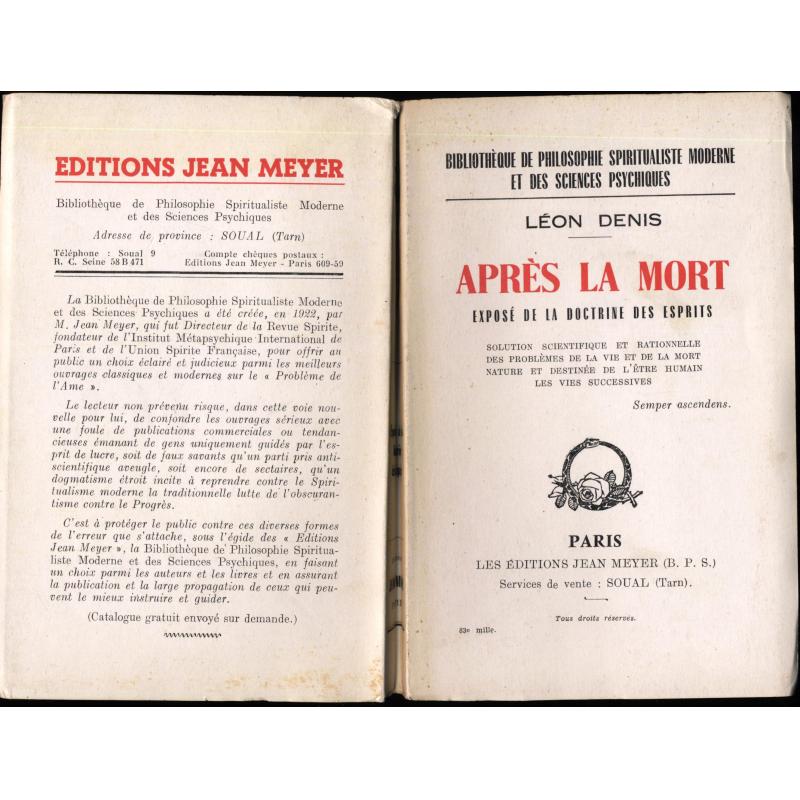 EDITIONS JEAN MEYER
Bibliothèque de Philosophie Spiritualiste Moderne
et des Sciences Psychiques
Adresse de province : SOUAL (Tarn)
Téléphone : Soual 9
R. C. Seine 58 B 471
Compte chèques postaux :
Editions Jean Meyer - Paris 609-59
La Bibliothèque de Philosophie Spiritualiste Moderne
et des Sciences Psychiques a été créée, en 1922, par
M. Jean Meyer, qui fut Directeur de la Revue Spirite,
fondateur de l'Institut Métapsychique International de
Paris et de l'Union Spirite Française, pour offrir au
public un choix éclairé et judicieux parmi les meilleurs
ouvrages classiques et modernes sur le « Problème de
l'Ame ».
Le lecteur non prévenu risque, dans cette voie nou-
velle pour lui, de confondre les ouvrages sérieux avec
une foule de publications commerciales ou tendan-
cieuses émanant de gens uniquement guidés par l'es-
prit de lucre, soit de faux savants qu'un parti pris anti-
scientifique aveugle, soit encore de sectaires, qu'un
dogmatisme étroit incite à reprendre contre le Spiri-
tualisme moderne la traditionnelle lutte de l'obscuran-
tisme contre le Progrès.
C'est à protéger le public contre ces diverses formes
de l'erreur que s'attache, sous l'égide des « Editions
Jean Meyer », la Bibliothèque de Philosophie Spiritua-
liste Moderne et des Sciences Psychiques, en faisant
un choix parmi les auteurs et les livres et en assurant
la publication et la large propagation de ceux qui peu-
vent le mieux instruire et guider.
(Catalogue gratuit envoyé sur demande.)
BIBLIOTHÈQUE DE PHILOSOPHIE SPIRITUALISTE MODERNE
ET DES SCIENCES PSYCHIQUES
LÉON DENIS
APRÈS LA MORT
EXPOSÉ DE LA DOCTRINE DES ESPRITS
SOLUTION SCIENTIFIQUE ET RATIONNELLE
DES PROBLÈMES DE LA VIE ET DE LA MORT
NATURE ET DESTINÉE DE L'ÊTRE HUMAIN
LES VIES SUCCESSIVES
Semper ascendens.
PARIS
LES ÉDITIONS JEAN MEYER (B. P. S.)
Services de vente : SOUAL (Tarn).
Tous droits réservés.
83e mille.